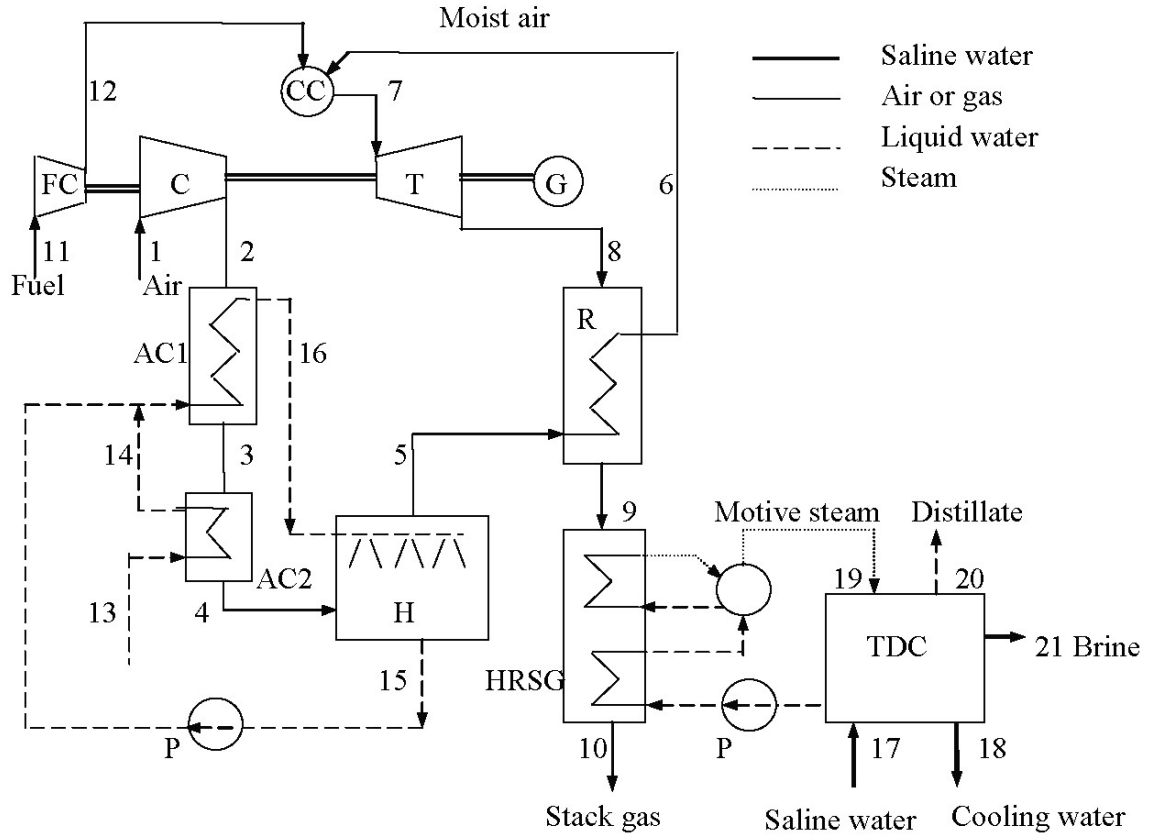 Moist air
Saline water
Air or gas
Liquid water
Steam
12
CC
7
FC
C
T
G
6
11
1
2
8
Fuel
Air
R
AC1
16
14
3
5
9
Motive steam
Distillate
AC2
13
4
H
19
20
TDC
21 Brine
15
HRSG
P
10
P
17
18
Stack gas
Saline water
Cooling water